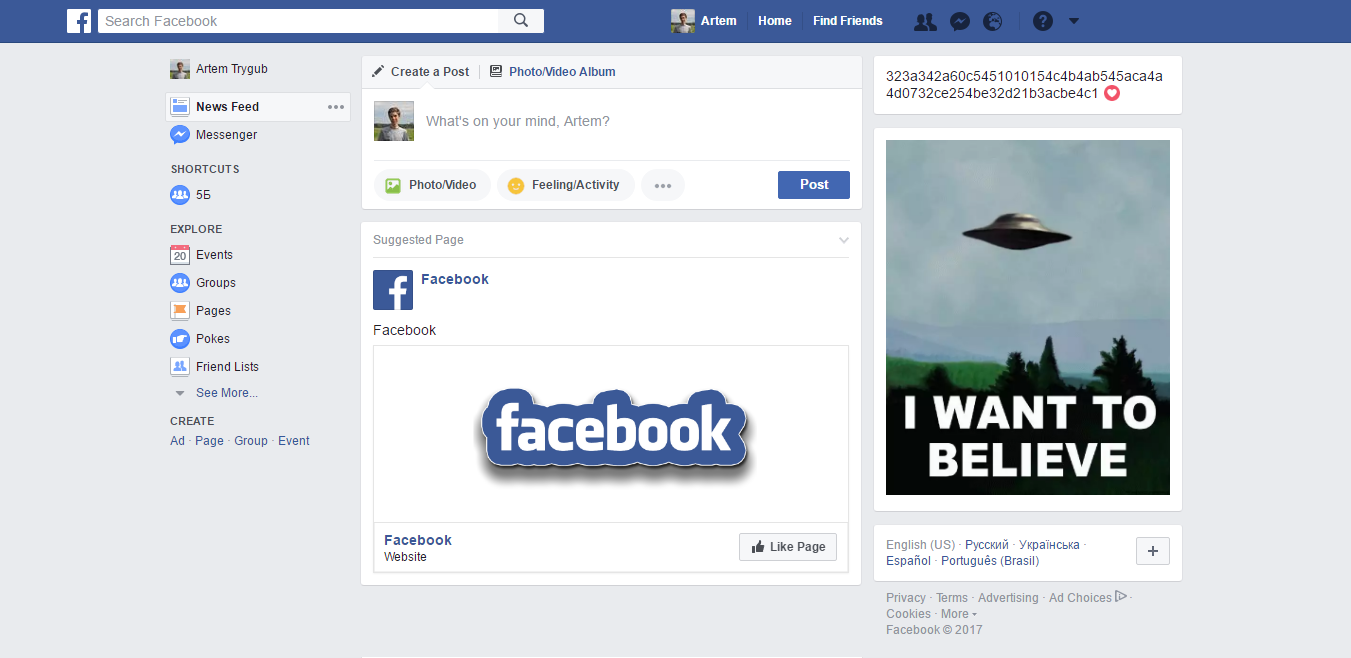 Search Facebook
Artem
Home
Find Friends
Artem Trygub
News Feed
Messenger
SHORTCUTS
5Б
EXPLORE
20
Events
Groups
Pages
Pokes
Friend Lists
See More...
CREATE
Ad · Page · Group · Event
Create a Post
Photo/Video Album
What's on your mind, Artem?
Photo/Video
Feeling/Activity
Post
Suggested Page
Facebook
Facebook
facebook
Facebook
Website
Like Page
323a342a60c5451010154c4b4ab545aca4a
4d0732ce254be32d21b3acbe4c1
I WANT TO
BELIEVE
English (US) · Русский · Українська ·
Español · Português (Brasil)
Privacy · Terms · Advertising · Ad Choices ·
Cookies · More
Facebook © 2017